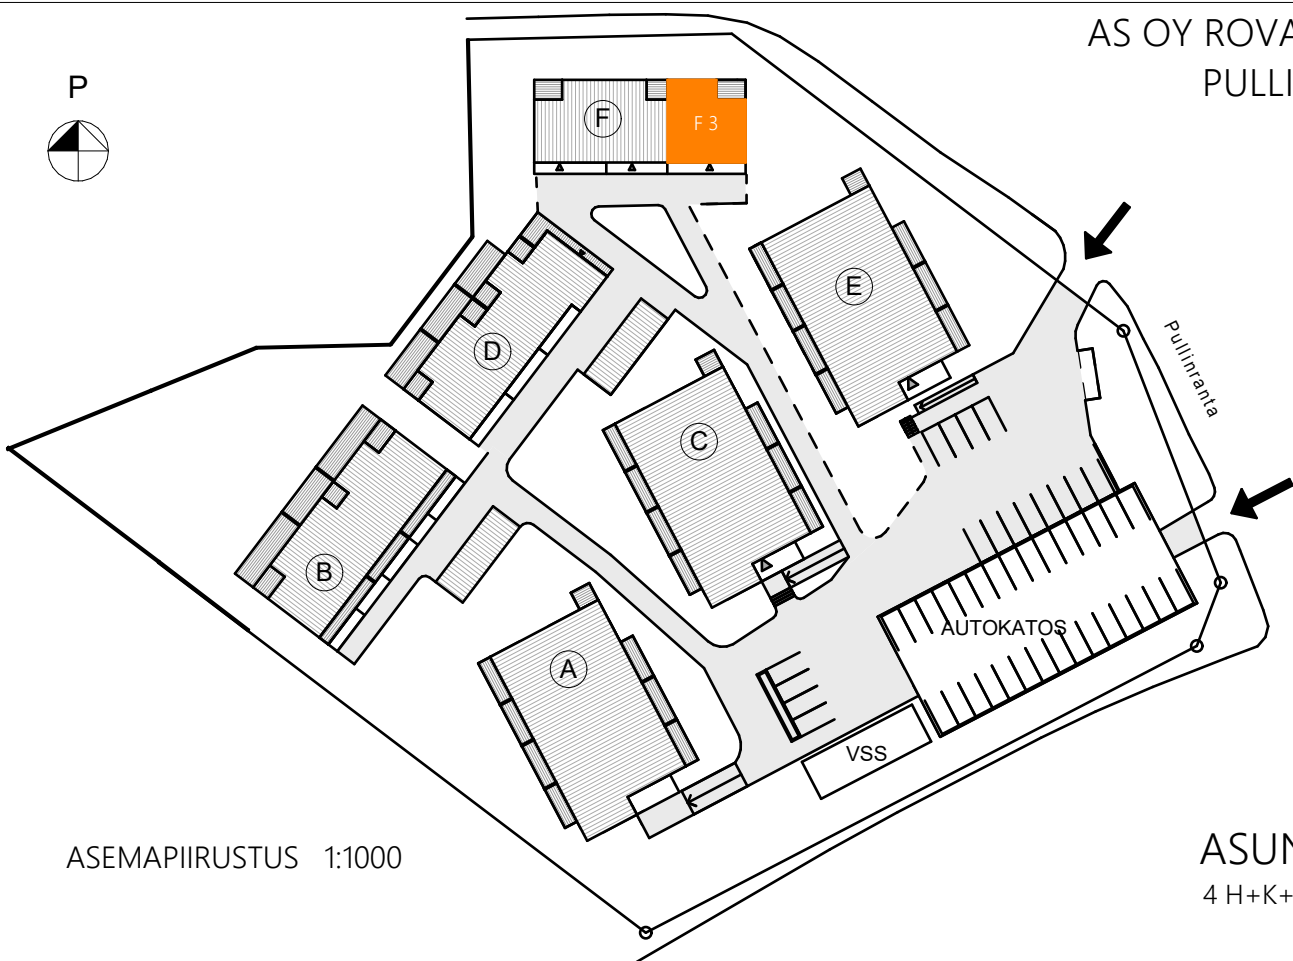 AS OY ROVA
PULLI
P
F
F 3
E
Pullinranta
D
C
B
A
AUTOKATOS
VSS
ASEMAPIIRUSTUS 1:1000
ASUN
4 H+K+